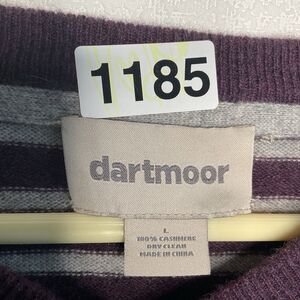 1185
dartmoor
L
100% CASHMERE
DRY CLEAN
MADE IN CHINA